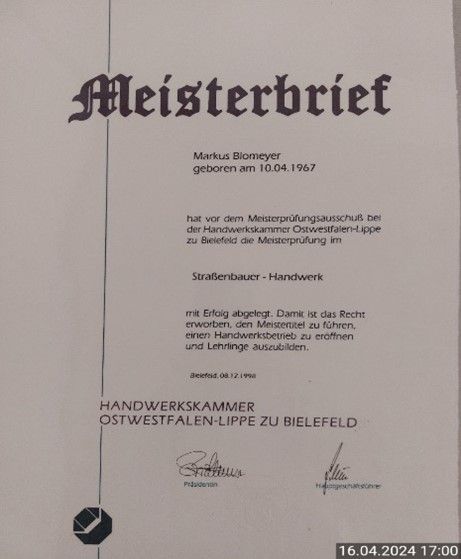 Meisterbrief
Markus Blomeyer
geboren am 10.04.1967
hat vor dem Meisterprüfungsausschuß bei
der Handwerkskammer Ostwestfalen-Lippe
zu Bielefeld die Meisterprüfung im
Straßenbauer - Handwerk
mit Erfolg abgelegt. Damit ist das Recht
erworben, den Meistertitel zu führen,
einen Handwerksbetrieb zu eröffnen
und Lehrlinge auszubilden.
Bielefeld, 08.12.1998
HANDWERKSKAMMER
OSTWESTFALEN-LIPPE ZU BIELEFELD
Präsidentin
Hauptgeschäftsführer
16.04.2024 17:00